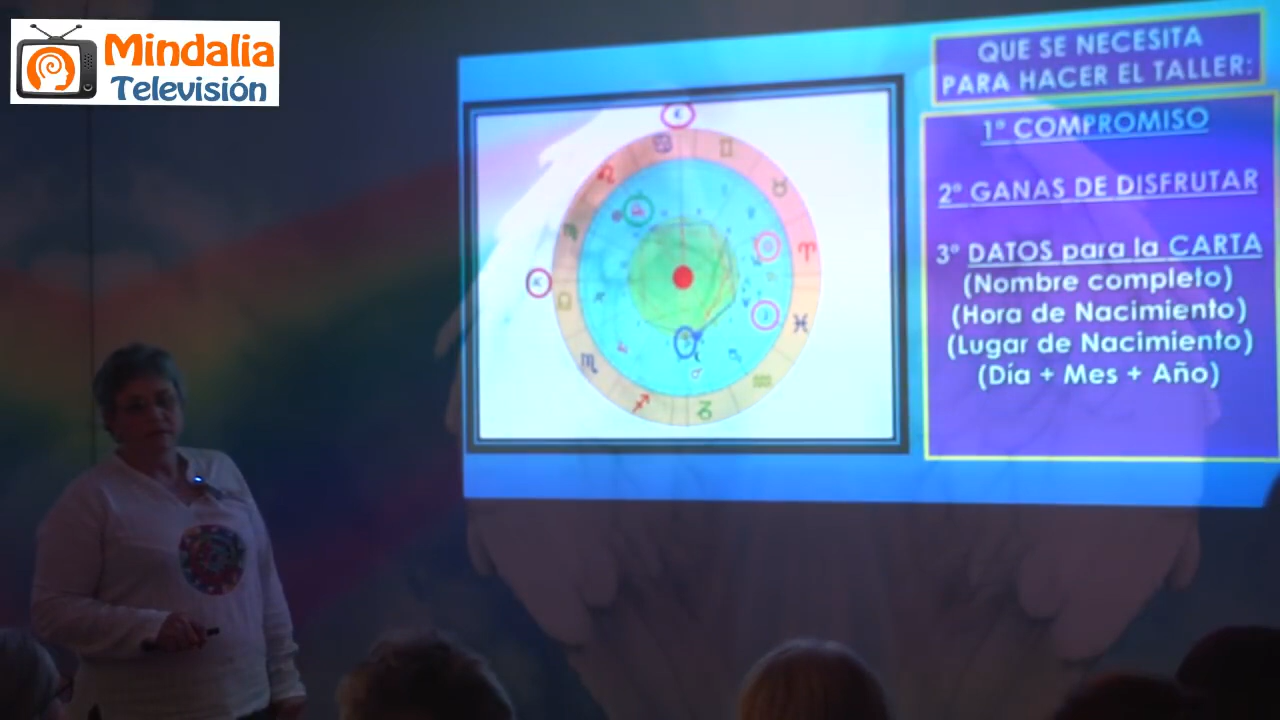 Mindalia
Televisión
QUE SE NECESITA
PARA HACER EL TALLER:
1º COMPROMISO
2º GANAS DE DISFRUTAR
3º DATOS para la CARTA
(Nombre completo)
(Hora de Nacimiento)
(Lugar de Nacimiento)
(Día + Mes + Año)